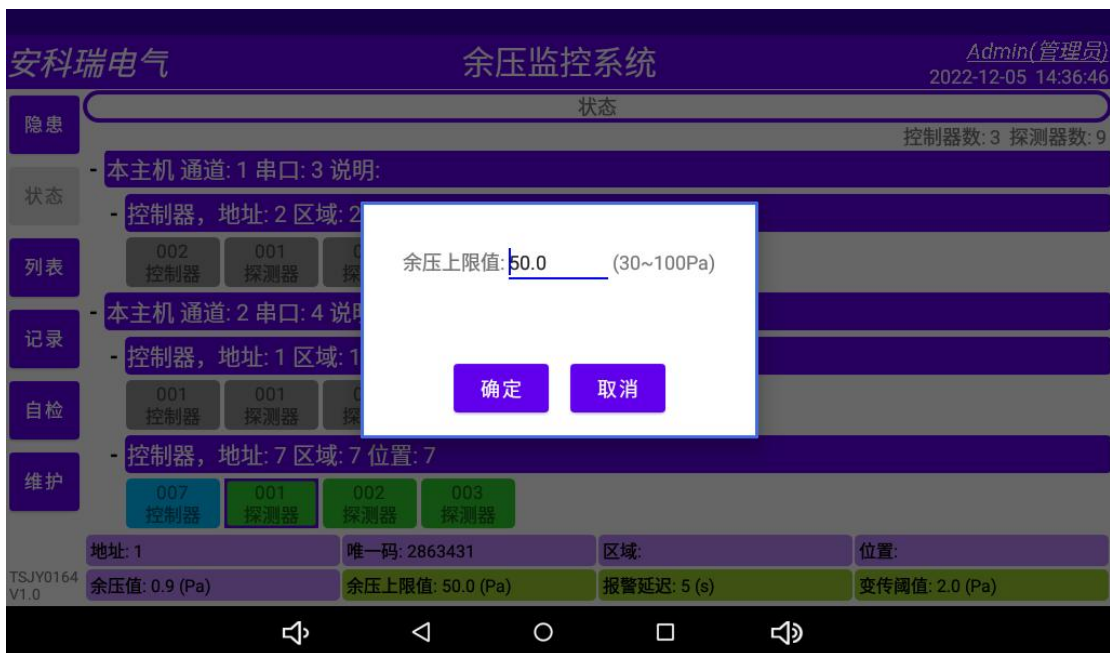 安科瑞电气
余压监控系统
Admin(管理员)
2022-12-05 14:36:46
隐患
状态
列表
记录
自检
维护
状态
控制器数: 3 探测器数: 9
- 本主机 通道: 1 串口: 3 说明:
- 控制器，地址: 2 区域: 2
002 控制器
001 探测器
- 本主机 通道: 2 串口: 4 说明
- 控制器，地址: 1 区域: 1
001 控制器
001 探测器
- 控制器，地址: 7 区域: 7 位置: 7
007 控制器
001 探测器
002 探测器
003 探测器
余压上限值: 50.0 (30~100Pa)
确定
取消
地址: 1
唯一码: 2863431
区域:
位置:
余压值: 0.9 (Pa)
余压上限值: 50.0 (Pa)
报警延迟: 5 (s)
变传阈值: 2.0 (Pa)
TSJY0164
V1.0